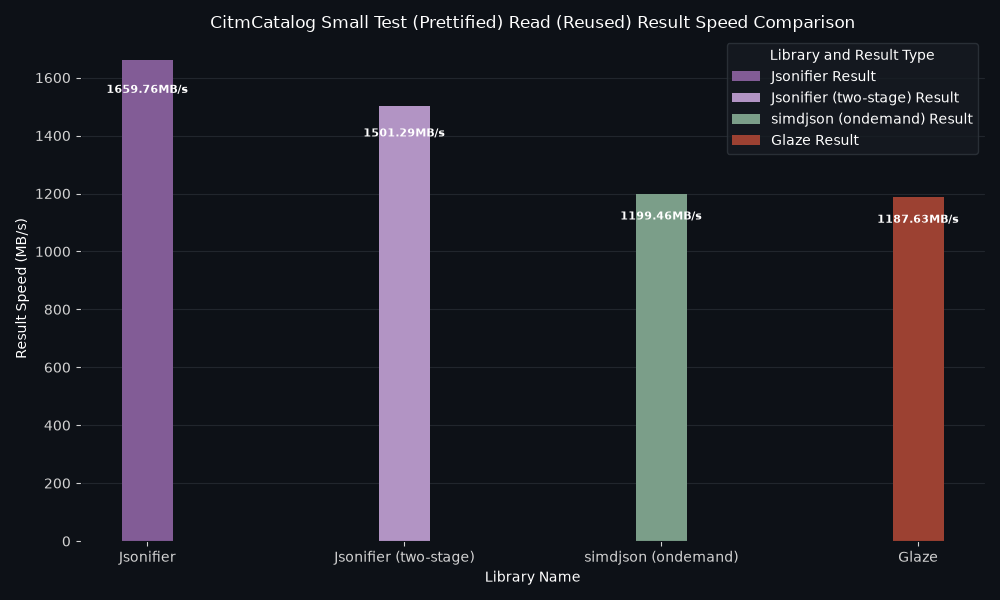 CitmCatalog Small Test (Prettified) Read (Reused) Result Speed Comparison
Library and Result Type
Jsonifier Result
Jsonifier (two-stage) Result
simdjson (ondemand) Result
Glaze Result
Result Speed (MB/s)
1600
1400
1200
1000
800
600
400
200
0
1659.76MB/s
1501.29MB/s
1199.46MB/s
1187.63MB/s
Jsonifier
Jsonifier (two-stage)
simdjson (ondemand)
Glaze
Library Name